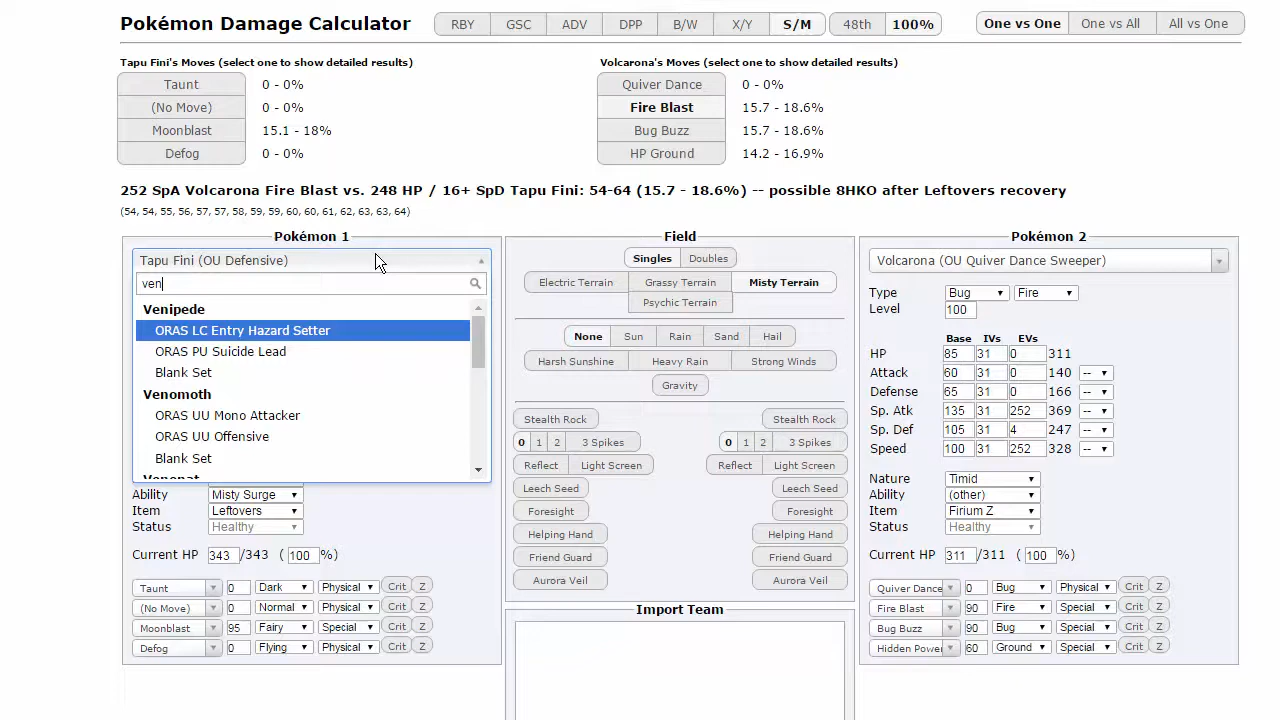 Pokémon Damage Calculator
RBY GSC ADV DPP B/W X/Y S/M 48th 100% One vs One One vs All All vs One
Tapu Fini's Moves (select one to show detailed results)
Taunt 0 - 0%
(No Move) 0 - 0%
Moonblast 15.1 - 18%
Defog 0 - 0%
Volcarona's Moves (select one to show detailed results)
Quiver Dance 0 - 0%
Fire Blast 15.7 - 18.6%
Bug Buzz 15.7 - 18.6%
HP Ground 14.2 - 16.9%
252 SpA Volcarona Fire Blast vs. 248 HP / 16+ SpD Tapu Fini: 54-64 (15.7 - 18.6%) -- possible 8HKO after Leftovers recovery
(54, 54, 55, 56, 57, 57, 58, 59, 59, 60, 60, 61, 62, 63, 63, 64)
Pokémon 1
Tapu Fini (OU Defensive)
ven
Venipede
ORAS LC Entry Hazard Setter
ORAS PU Suicide Lead
Blank Set
Venomoth
ORAS UU Mono Attacker
ORAS UU Offensive
Blank Set
Venonat
Ability Misty Surge
Item Leftovers
Status Healthy
Current HP 343 /343 ( 100 %)
Taunt 0 Dark Physical Crit Z
(No Move) 0 Normal Physical Crit Z
Moonblast 95 Fairy Special Crit Z
Defog 0 Flying Physical Crit Z
Field
Singles Doubles
Electric Terrain Grassy Terrain Misty Terrain
Psychic Terrain
None Sun Rain Sand Hail
Harsh Sunshine Heavy Rain Strong Winds
Gravity
Stealth Rock Stealth Rock
0 1 2 3 Spikes 0 1 2 3 Spikes
Reflect Light Screen Reflect Light Screen
Leech Seed Leech Seed
Foresight Foresight
Helping Hand Helping Hand
Friend Guard Friend Guard
Aurora Veil Aurora Veil
Import Team
Pokémon 2
Volcarona (OU Quiver Dance Sweeper)
Type Bug Fire
Level 100
Base IVs EVs
HP 85 31 0 311
Attack 60 31 0 140 --
Defense 65 31 0 166 --
Sp. Atk 135 31 252 369 --
Sp. Def 105 31 4 247 --
Speed 100 31 252 328 --
Nature Timid
Ability (other)
Item Firium Z
Status Healthy
Current HP 311 /311 ( 100 %)
Quiver Dance 0 Bug Physical Crit Z
Fire Blast 90 Fire Special Crit Z
Bug Buzz 90 Bug Special Crit Z
Hidden Power 60 Ground Special Crit Z